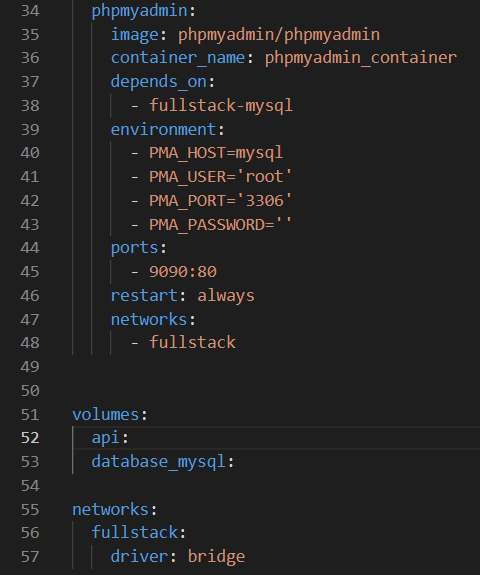 34 phpmyadmin:
35 image: phpmyadmin/phpmyadmin
36 container_name: phpmyadmin_container
37 depends_on:
38 - fullstack-mysql
39 environment:
40 - PMA_HOST=mysql
41 - PMA_USER='root'
42 - PMA_PORT='3306'
43 - PMA_PASSWORD=''
44 ports:
45 - 9090:80
46 restart: always
47 networks:
48 - fullstack
49
50
51 volumes:
52 api:
53 database_mysql:
54
55 networks:
56 fullstack:
57 driver: bridge